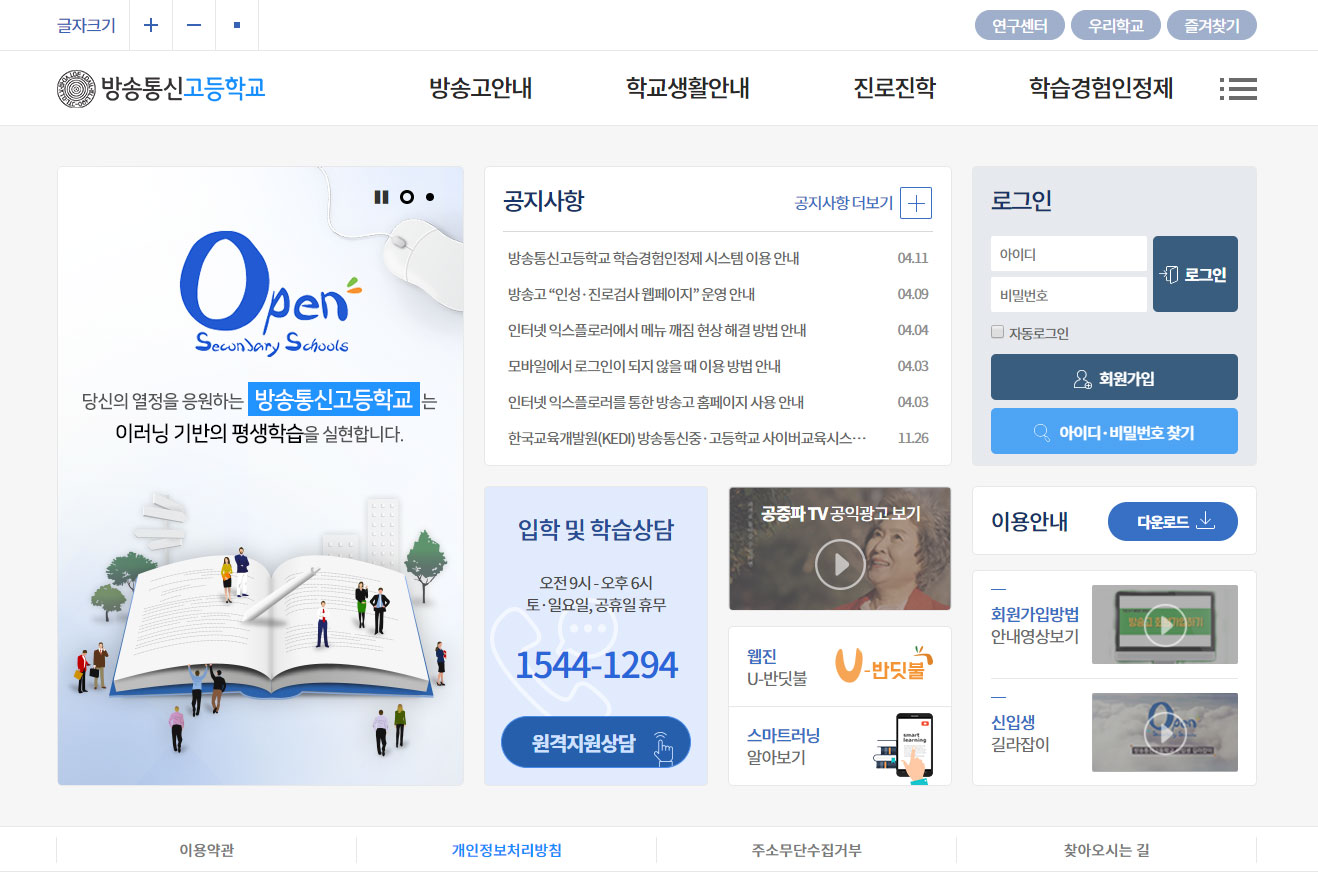 글자크기
연구센터
우리학교
즐겨찾기
방송통신고등학교
방송고안내
학교생활안내
진로진학
학습경험인정제
Open
Secondary Schools
당신의 열정을 응원하는 방송통신고등학교는
이러닝 기반의 평생학습을 실현합니다.
공지사항
공지사항 더보기
방송통신고등학교 학습경험인정제 시스템 이용 안내 04.11
방송고 “인성·진로검사 웹페이지” 운영 안내 04.09
인터넷 익스플로러에서 메뉴 깨짐 현상 해결 방법 안내 04.04
모바일에서 로그인이 되지 않을 때 이용 방법 안내 04.03
인터넷 익스플로러를 통한 방송고 홈페이지 사용 안내 04.03
한국교육개발원(KEDI) 방송통신중·고등학교 사이버교육시스… 11.26
로그인
아이디
비밀번호
로그인
자동로그인
회원가입
아이디·비밀번호 찾기
입학 및 학습상담
오전 9시 - 오후 6시
토·일요일, 공휴일 휴무
1544-1294
원격지원상담
공중파 TV 공익광고 보기
웹진
U-반딧불
U-반딧불
스마트러닝
알아보기
smart
learning
이용안내
다운로드
회원가입방법
안내영상보기
신입생
길라잡이
Open
이용약관
개인정보처리방침
주소무단수집거부
찾아오시는 길